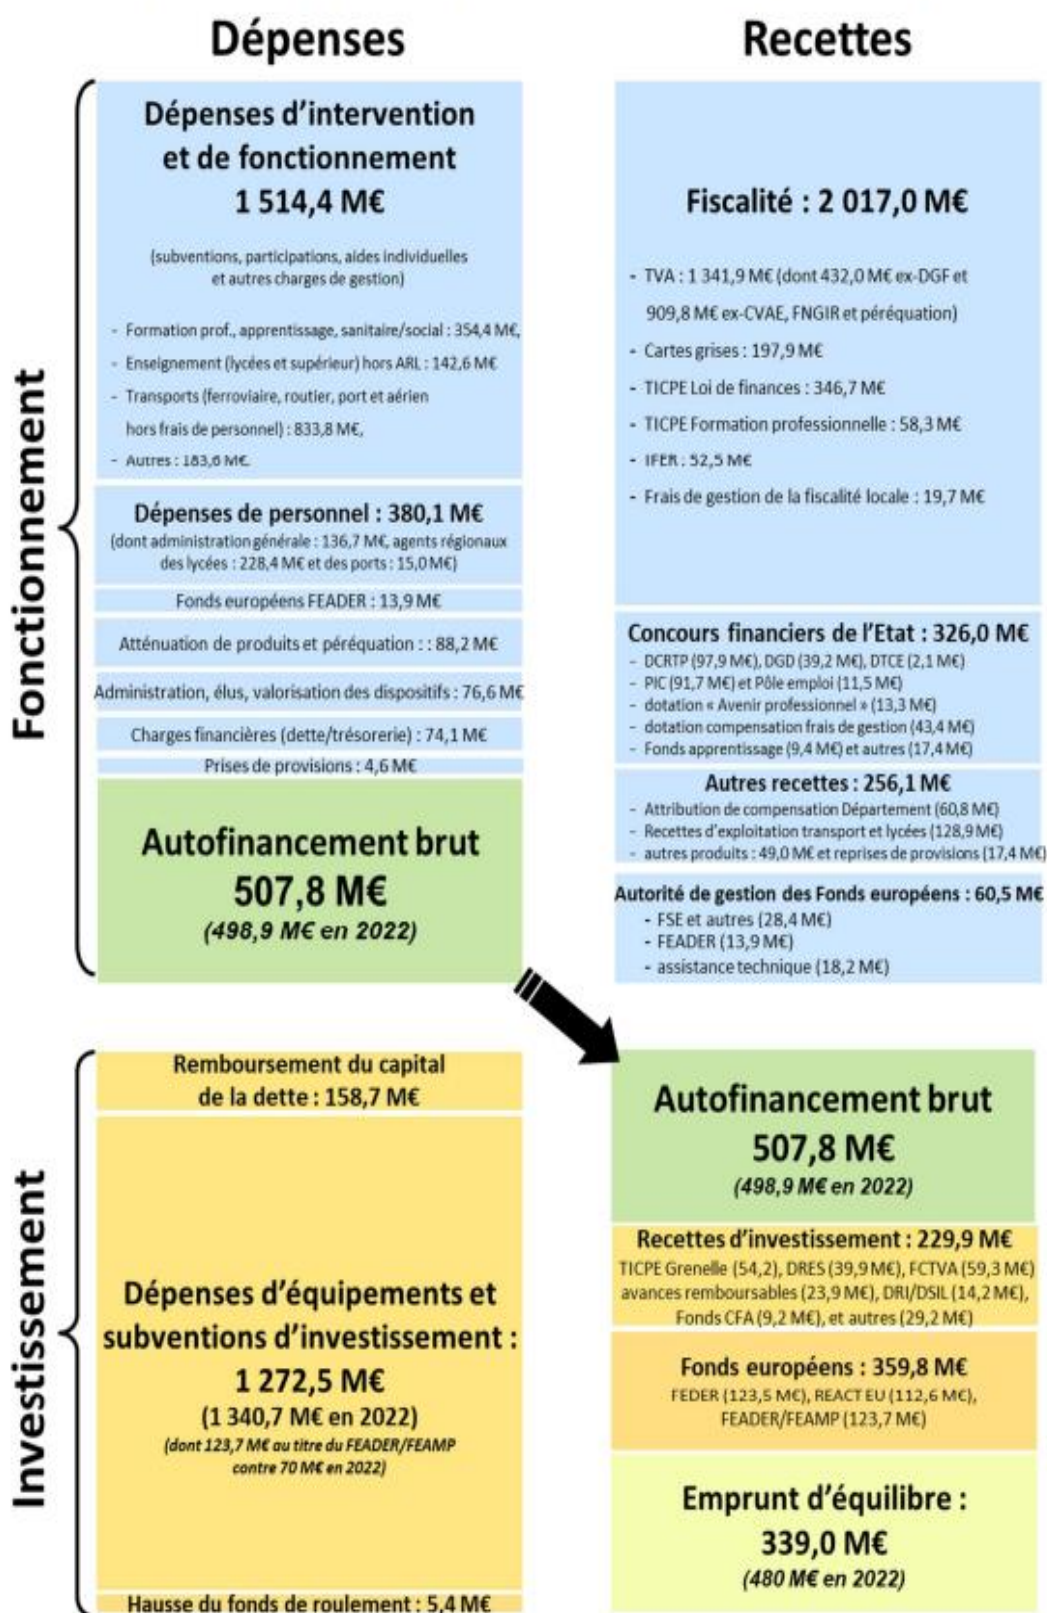 Dépenses
Recettes
Fonctionnement
Dépenses d'intervention
et de fonctionnement
1 514,4 M€
(subventions, participations, aides individuelles
et autres charges de gestion)
- Formation prof., apprentissage, sanitaire/social : 354,4 M€,
- Enseignement (lycées et supérieur) hors ARL : 142,6 M€
- Transports (ferroviaire, routier, port et aérien
hors frais de personnel) : 833,8 M€,
- Autres : 183,6 M€.
Dépenses de personnel : 380,1 M€
(dont administration générale : 136,7 M€, agents régionaux
des lycées : 228,4 M€ et des ports : 15,0 M€)
Fonds européens FEADER : 13,9 M€
Atténuation de produits et péréquation : : 88,2 M€
Administration, élus, valorisation des dispositifs : 76,6 M€
Charges financières (dette/trésorerie) : 74,1 M€
Prises de provisions : 4,6 M€
Autofinancement brut
507,8 M€
(498,9 M€ en 2022)
Fiscalité : 2 017,0 M€
- TVA : 1 341,9 M€ (dont 432,0 M€ ex-DGF et
909,8 M€ ex-CVAE, FNGIR et péréquation)
- Cartes grises : 197,9 M€
- TICPE Loi de finances : 346,7 M€
- TICPE Formation professionnelle : 58,3 M€
- IFER : 52,5 M€
- Frais de gestion de la fiscalité locale : 19,7 M€
Concours financiers de l'Etat : 326,0 M€
- DCRTP (97,9 M€), DGD (39,2 M€), DTCE (2,1 M€)
- PIC (91,7 M€) et Pôle emploi (11,5 M€)
- dotation « Avenir professionnel » (13,3 M€)
- dotation compensation frais de gestion (43,4 M€)
- Fonds apprentissage (9,4 M€) et autres (17,4 M€)
Autres recettes : 256,1 M€
- Attribution de compensation Département (60,8 M€)
- Recettes d'exploitation transport et lycées (128,9 M€)
- autres produits : 49,0 M€ et reprises de provisions (17,4 M€)
Autorité de gestion des Fonds européens : 60,5 M€
- FSE et autres (28,4 M€)
- FEADER (13,9 M€)
- assistance technique (18,2 M€)
Investissement
Remboursement du capital
de la dette : 158,7 M€
Dépenses d'équipements et
subventions d'investissement :
1 272,5 M€
(1 340,7 M€ en 2022)
(dont 123,7 M€ au titre du FEADER/FEAMP
contre 70 M€ en 2022)
Hausse du fonds de roulement : 5,4 M€
Autofinancement brut
507,8 M€
(498,9 M€ en 2022)
Recettes d'investissement : 229,9 M€
TICPE Grenelle (54,2), DRES (39,9 M€), FCTVA (59,3 M€)
avances remboursables (23,9 M€), DRI/DSIL (14,2 M€),
Fonds CFA (9,2 M€), et autres (29,2 M€)
Fonds européens : 359,8 M€
FEDER (123,5 M€), REACT EU (112,6 M€),
FEADER/FEAMP (123,7 M€)
Emprunt d'équilibre :
339,0 M€
(480 M€ en 2022)